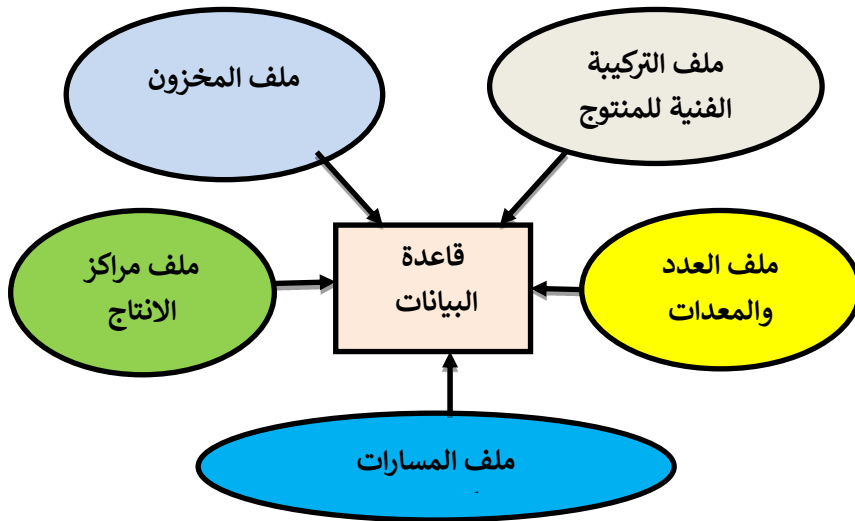 ملف المخزون
ملف التركيبة
الفنية للمنتوج
ملف مراكز
الانتاج
قاعدة
البيانات
ملف العدد
والمعدات
ملف المسارات